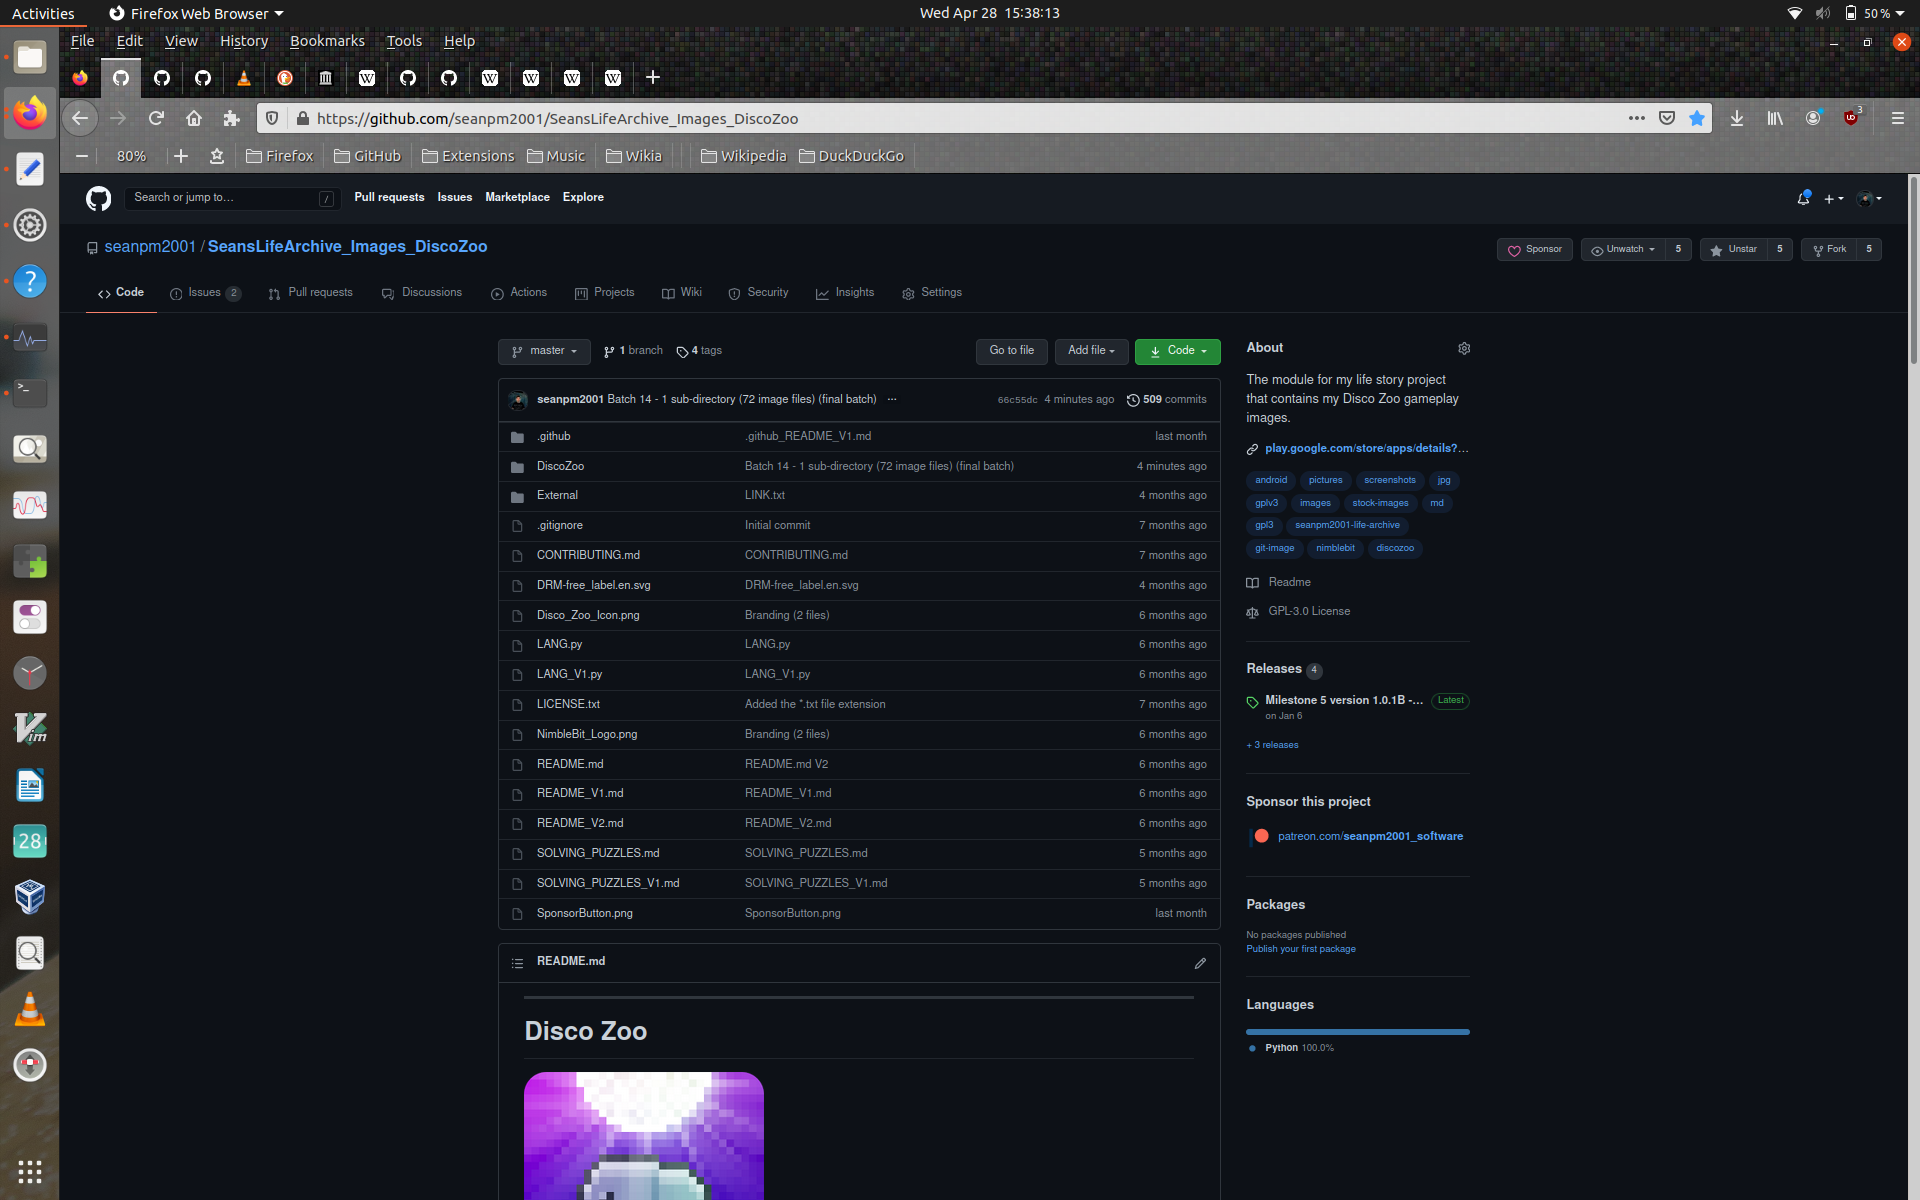 Activities Firefox Web Browser Wed Apr 28 15:38:13 50 %
File Edit View History Bookmarks Tools Help
https://github.com/seanpm2001/SeansLifeArchive_Images_DiscoZoo 3
80% Firefox GitHub Extensions Music Wikia Wikipedia DuckDuckGo
Search or jump to… / Pull requests Issues Marketplace Explore
seanpm2001 / SeansLifeArchive_Images_DiscoZoo
Sponsor Unwatch 5 Unstar 5 Fork 5
Code Issues 2 Pull requests Discussions Actions Projects Wiki Security Insights Settings
master 1 branch 4 tags Go to file Add file Code
seanpm2001 Batch 14 - 1 sub-directory (72 image files) (final batch) ... 66c55dc 4 minutes ago 509 commits
.github .github_README_V1.md last month
DiscoZoo Batch 14 - 1 sub-directory (72 image files) (final batch) 4 minutes ago
External LINK.txt 4 months ago
.gitignore Initial commit 7 months ago
CONTRIBUTING.md CONTRIBUTING.md 7 months ago
DRM-free_label.en.svg DRM-free_label.en.svg 4 months ago
Disco_Zoo_Icon.png Branding (2 files) 6 months ago
LANG.py LANG.py 6 months ago
LANG_V1.py LANG_V1.py 6 months ago
LICENSE.txt Added the *.txt file extension 7 months ago
NimbleBit_Logo.png Branding (2 files) 6 months ago
README.md README.md V2 6 months ago
README_V1.md README_V1.md 6 months ago
README_V2.md README_V2.md 6 months ago
SOLVING_PUZZLES.md SOLVING_PUZZLES.md 5 months ago
SOLVING_PUZZLES_V1.md SOLVING_PUZZLES_V1.md 5 months ago
SponsorButton.png SponsorButton.png last month
README.md
Disco Zoo
About
The module for my life story project
that contains my Disco Zoo gameplay
images.
play.google.com/store/apps/details?...
android pictures screenshots jpg
gplv3 images stock-images md
gpl3 seanpm2001-life-archive
git-image nimblebit discozoo
Readme
GPL-3.0 License
Releases 4
Milestone 5 version 1.0.1B -... Latest
on Jan 6
+ 3 releases
Sponsor this project
patreon.com/seanpm2001_software
Packages
No packages published
Publish your first package
Languages
Python 100.0%
28